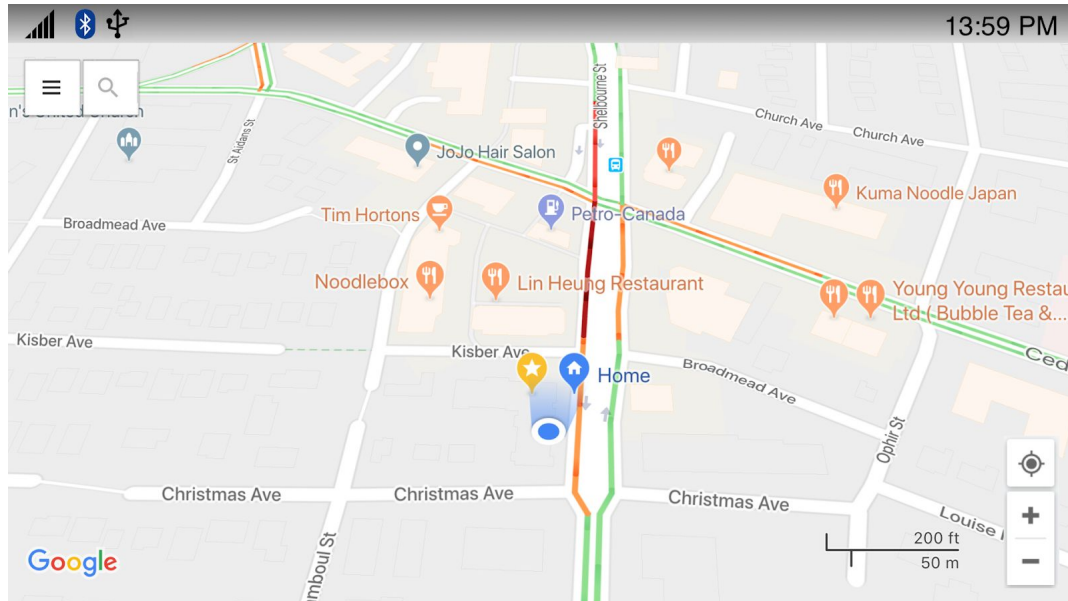 13:59 PM
n's United Church
Shelbourne St
Church Ave
Church Ave
St Aidans St
JoJo Hair Salon
Kuma Noodle Japan
Tim Hortons
Petro-Canada
Broadmead Ave
Noodlebox
Lin Heung Restaurant
Young Young Restau
Ltd ( Bubble Tea &...
Kisber Ave
Kisber Ave
Ced
Broadmead Ave
Home
Ophir St
Christmas Ave
Christmas Ave
Christmas Ave
Louise
200 ft
50 m
Google
amboul St